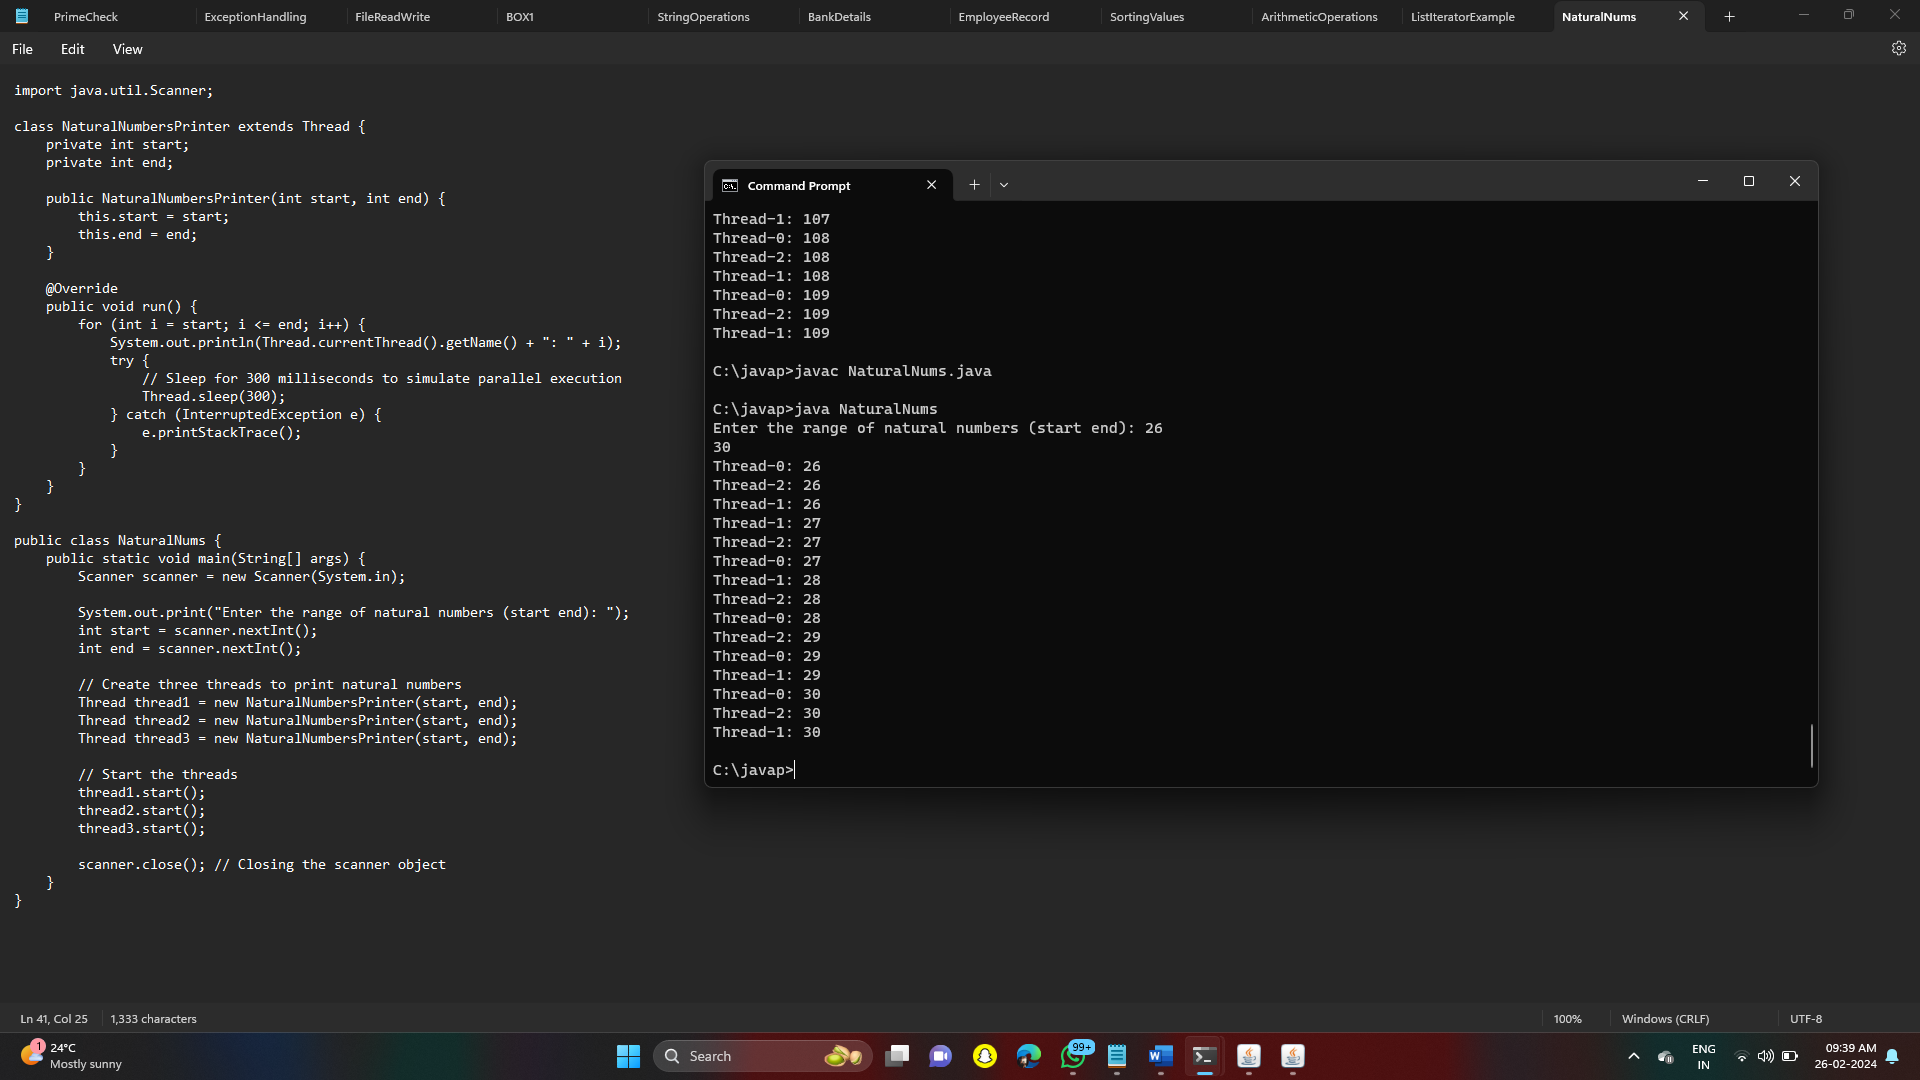 PrimeCheck ExceptionHandling FileReadWrite BOX1 StringOperations BankDetails EmployeeRecord SortingValues ArithmeticOperations ListIteratorExample NaturalNums
File Edit View
import java.util.Scanner;
class NaturalNumbersPrinter extends Thread {
    private int start;
    private int end;
    public NaturalNumbersPrinter(int start, int end) {
        this.start = start;
        this.end = end;
    }
    @Override
    public void run() {
        for (int i = start; i <= end; i++) {
            System.out.println(Thread.currentThread().getName() + ": " + i);
            try {
                // Sleep for 300 milliseconds to simulate parallel execution
                Thread.sleep(300);
            } catch (InterruptedException e) {
                e.printStackTrace();
            }
        }
    }
}
public class NaturalNums {
    public static void main(String[] args) {
        Scanner scanner = new Scanner(System.in);
        System.out.print("Enter the range of natural numbers (start end): ");
        int start = scanner.nextInt();
        int end = scanner.nextInt();
        // Create three threads to print natural numbers
        Thread thread1 = new NaturalNumbersPrinter(start, end);
        Thread thread2 = new NaturalNumbersPrinter(start, end);
        Thread thread3 = new NaturalNumbersPrinter(start, end);
        // Start the threads
        thread1.start();
        thread2.start();
        thread3.start();
        scanner.close(); // Closing the scanner object
    }
}
Command Prompt
Thread-1: 107
Thread-0: 108
Thread-2: 108
Thread-1: 108
Thread-0: 109
Thread-2: 109
Thread-1: 109
C:\javap>javac NaturalNums.java
C:\javap>java NaturalNums
Enter the range of natural numbers (start end): 26
30
Thread-0: 26
Thread-2: 26
Thread-1: 26
Thread-1: 27
Thread-2: 27
Thread-0: 27
Thread-1: 28
Thread-2: 28
Thread-0: 28
Thread-2: 29
Thread-0: 29
Thread-1: 29
Thread-0: 30
Thread-2: 30
Thread-1: 30
C:\javap>
Ln 41, Col 25 1,333 characters 100% Windows (CRLF) UTF-8
1
24°C
Mostly sunny
Search
99+
ENG
IN
09:39 AM
26-02-2024